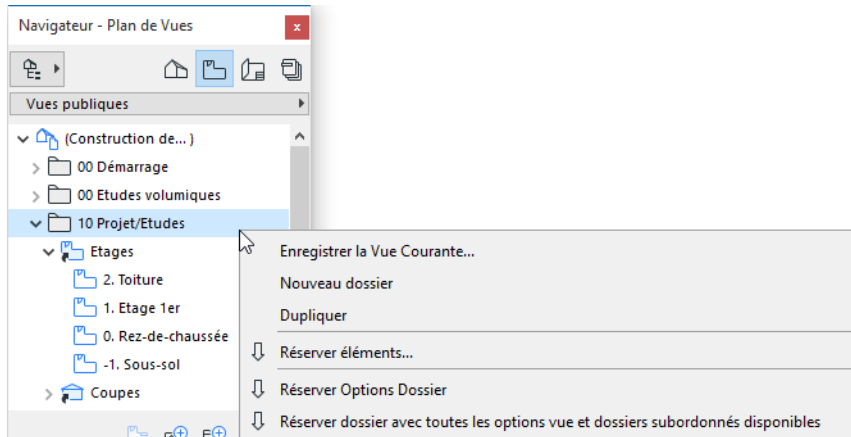 Navigateur - Plan de Vues
x
Vues publiques
(Construction de... )
00 Démarrage
00 Etudes volumiques
10 Projet/Etudes
Etages
2. Toiture
1. Etage 1er
0. Rez-de-chaussée
-1. Sous-sol
Coupes
Enregistrer la Vue Courante...
Nouveau dossier
Dupliquer
Réserver éléments...
Réserver Options Dossier
Réserver dossier avec toutes les options vue et dossiers subordonnés disponibles